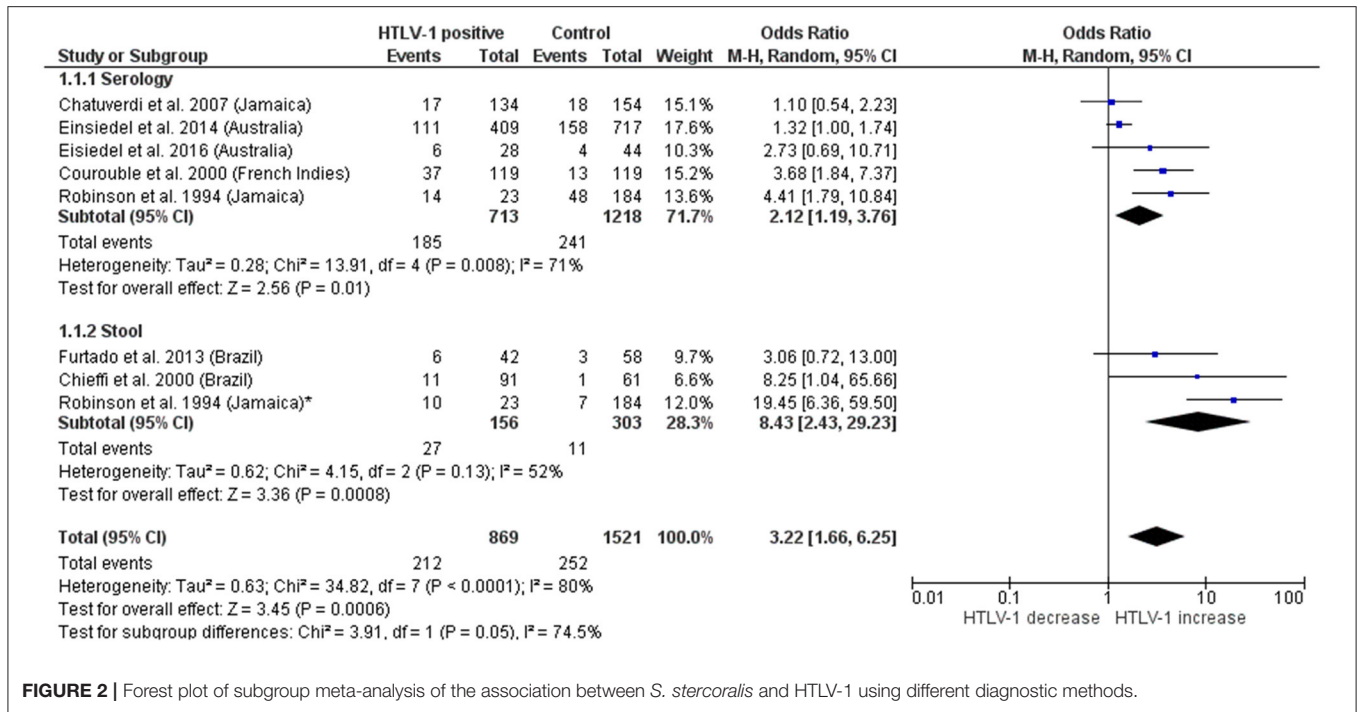 HTLV-1 positive Control Odds Ratio Odds Ratio
Study or Subgroup Events Total Events Total Weight M-H, Random, 95% CI M-H, Random, 95% CI
1.1.1 Serology
Chatuverdi et al. 2007 (Jamaica) 17 134 18 154 15.1% 1.10 [0.54, 2.23]
Einsiedel et al. 2014 (Australia) 111 409 158 717 17.6% 1.32 [1.00, 1.74]
Eisiedel et al. 2016 (Australia) 6 28 4 44 10.3% 2.73 [0.69, 10.71]
Courouble et al. 2000 (French Indies) 37 119 13 119 15.2% 3.68 [1.84, 7.37]
Robinson et al. 1994 (Jamaica) 14 23 48 184 13.6% 4.41 [1.79, 10.84]
Subtotal (95% CI) 713 1218 71.7% 2.12 [1.19, 3.76]
Total events 185 241
Heterogeneity: Tau² = 0.28; Chi² = 13.91, df = 4 (P = 0.008); I² = 71%
Test for overall effect: Z = 2.56 (P = 0.01)
1.1.2 Stool
Furtado et al. 2013 (Brazil) 6 42 3 58 9.7% 3.06 [0.72, 13.00]
Chieffi et al. 2000 (Brazil) 11 91 1 61 6.6% 8.25 [1.04, 65.66]
Robinson et al. 1994 (Jamaica)* 10 23 7 184 12.0% 19.45 [6.36, 59.50]
Subtotal (95% CI) 156 303 28.3% 8.43 [2.43, 29.23]
Total events 27 11
Heterogeneity: Tau² = 0.62; Chi² = 4.15, df = 2 (P = 0.13); I² = 52%
Test for overall effect: Z = 3.36 (P = 0.0008)
Total (95% CI) 869 1521 100.0% 3.22 [1.66, 6.25]
Total events 212 252
Heterogeneity: Tau² = 0.63; Chi² = 34.82, df = 7 (P < 0.0001); I² = 80%
Test for overall effect: Z = 3.45 (P = 0.0006)
Test for subgroup differences: Chi² = 3.91, df = 1 (P = 0.05), I² = 74.5%
0.01 0.1 1 10 100
HTLV-1 decrease HTLV-1 increase
FIGURE 2 | Forest plot of subgroup meta-analysis of the association between S. stercoralis and HTLV-1 using different diagnostic methods.